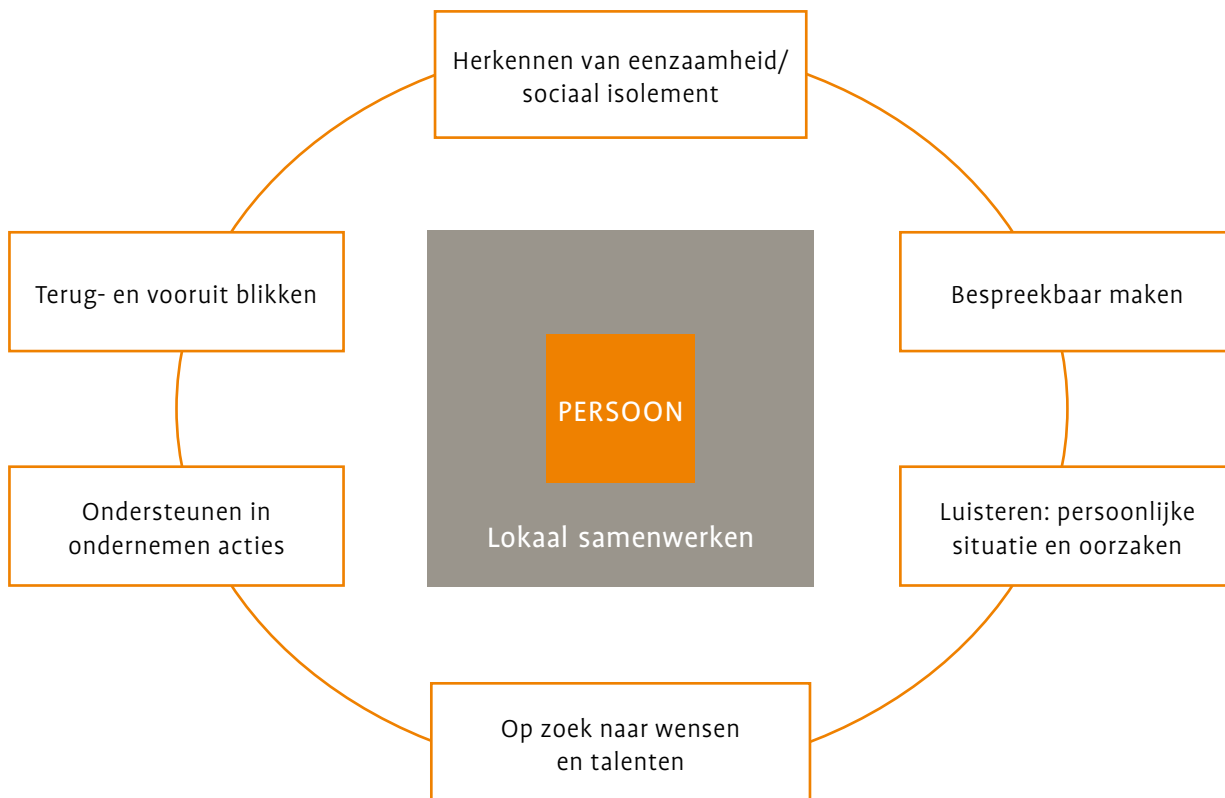 Herkennen van eenzaamheid/
sociaal isolement
Terug- en vooruit blikken
Bespreekbaar maken
PERSOON
Lokaal samenwerken
Ondersteunen in
ondernemen acties
Luisteren: persoonlijke
situatie en oorzaken
Op zoek naar wensen
en talenten